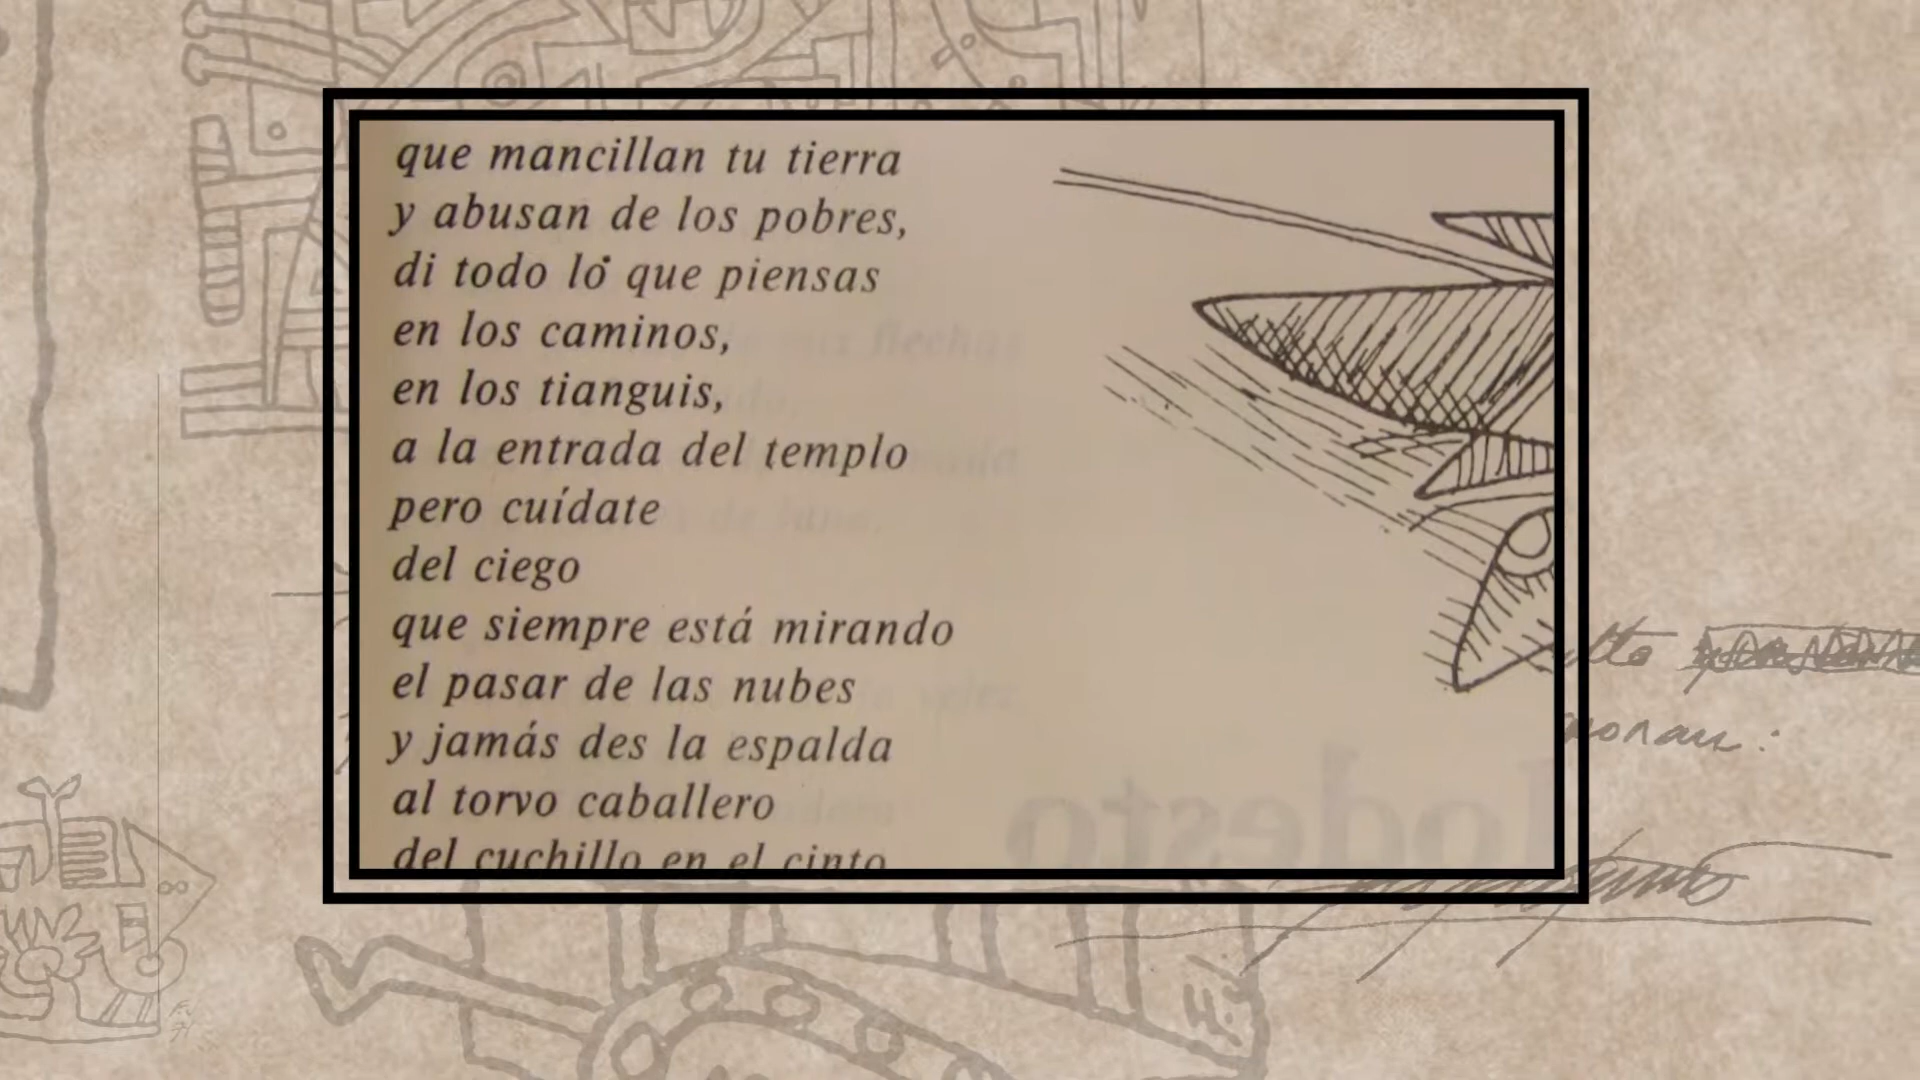 que mancillan tu tierra
y abusan de los pobres,
di todo lo que piensas
en los caminos,
en los tianguis,
a la entrada del templo
pero cuídate
del ciego
que siempre está mirando
el pasar de las nubes
y jamás des la espalda
al torvo caballero
del cuchillo en el cinto